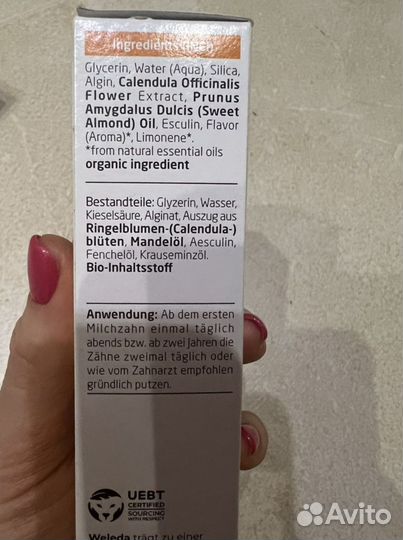 Ingredients (INCI):
Glycerin, Water (Aqua), Silica,
Algin, Calendula Officinalis
Flower Extract, Prunus
Amygdalus Dulcis (Sweet
Almond) Oil, Esculin, Flavor
(Aroma)*, Limonene*.
*from natural essential oils
organic ingredient
Bestandteile: Glyzerin, Wasser,
Kieselsäure, Alginat, Auszug aus
Ringelblumen-(Calendula-)
blüten, Mandelöl, Aesculin,
Fenchelöl, Krauseminzöl.
Bio-Inhaltsstoff
Anwendung: Ab dem ersten
Milchzahn einmal täglich
abends bzw. ab zwei Jahren die
Zähne zweimal täglich oder
wie vom Zahnarzt empfohlen
gründlich putzen.
UEBT
CERTIFIED
SOURCING
WITH RESPECT
Weleda trägt zu einer
Avito